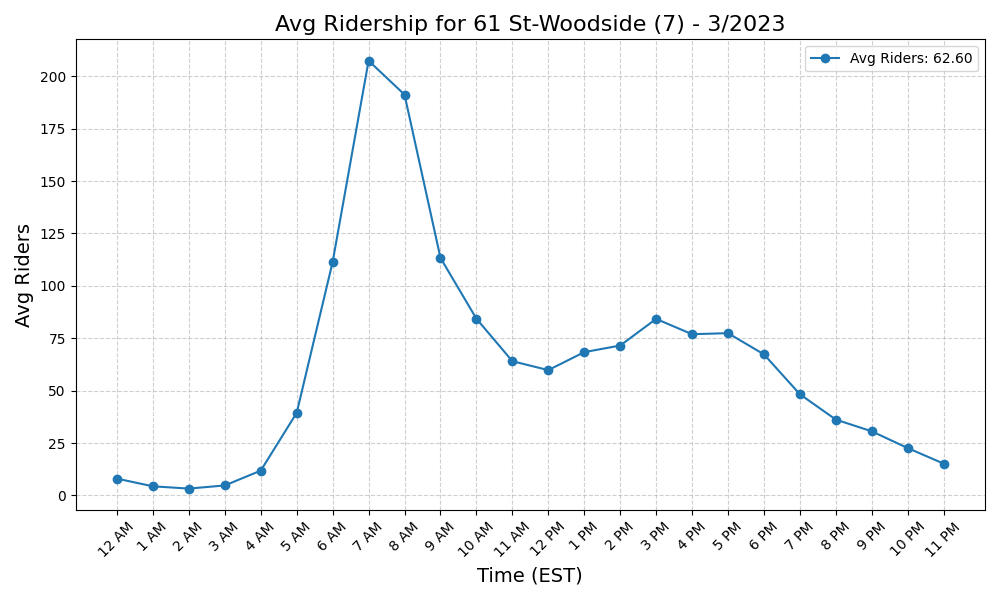 Avg Ridership for 61 St-Woodside (7) - 3/2023
Avg Riders: 62.60
Avg Riders
200
175
150
125
100
75
50
25
0
12 AM
1 AM
2 AM
3 AM
4 AM
5 AM
6 AM
7 AM
8 AM
9 AM
10 AM
11 AM
12 PM
1 PM
2 PM
3 PM
4 PM
5 PM
6 PM
7 PM
8 PM
9 PM
10 PM
11 PM
Time (EST)